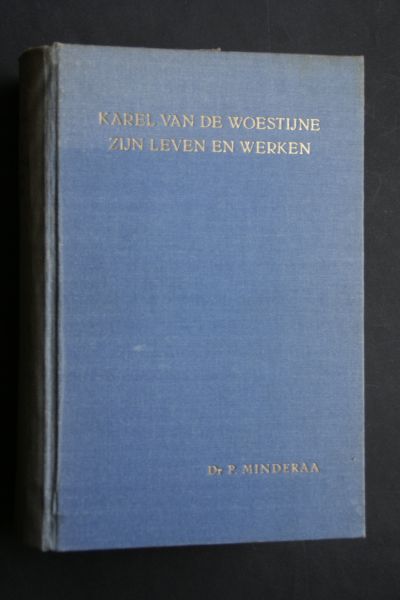 KAREL VAN DE WOESTIJNE
ZIJN LEVEN EN WERKEN
Dr P. MINDERAA